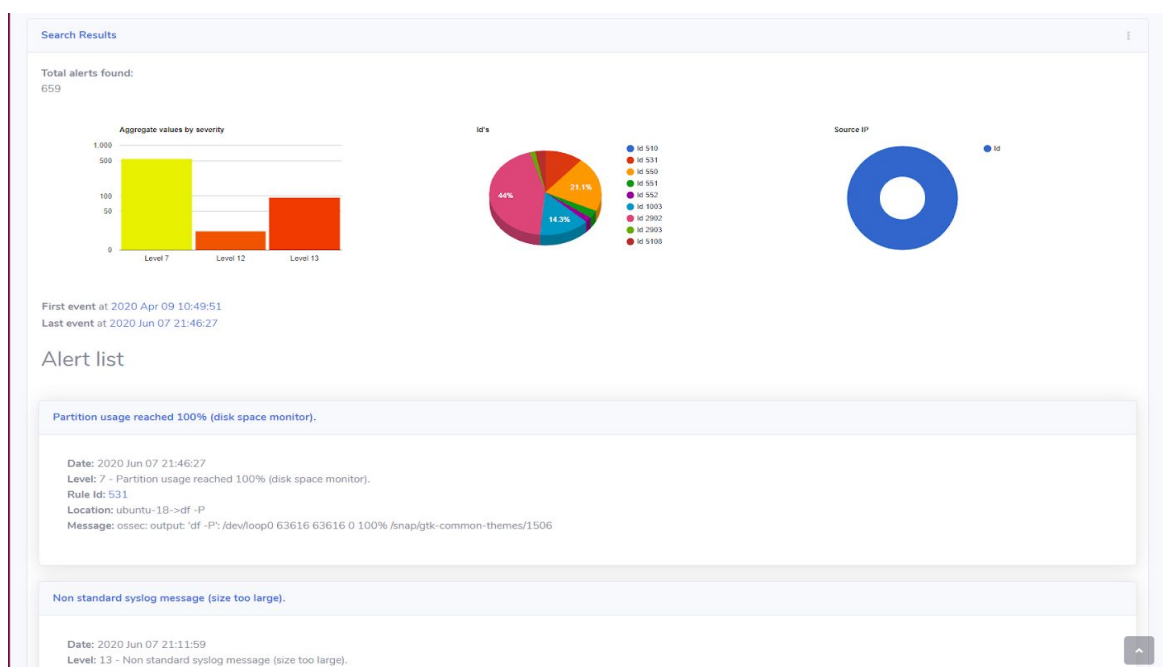 Search Results
Total alerts found:
659
Aggregate values by severity
1,000
500
100
50
0
Level 7
Level 12
Level 13
Id's
44%
21.1%
14.3%
Id 510
Id 531
Id 550
Id 551
Id 552
Id 1003
Id 2902
Id 2903
Id 5108
Source IP
Id
First event at 2020 Apr 09 10:49:51
Last event at 2020 Jun 07 21:46:27
Alert list
Partition usage reached 100% (disk space monitor).
Date: 2020 Jun 07 21:46:27
Level: 7 - Partition usage reached 100% (disk space monitor).
Rule Id: 531
Location: ubuntu-18->df -P
Message: ossec: output: 'df -P': /dev/loop0 63616 63616 0 100% /snap/gtk-common-themes/1506
Non standard syslog message (size too large).
Date: 2020 Jun 07 21:11:59
Level: 13 - Non standard syslog message (size too large).